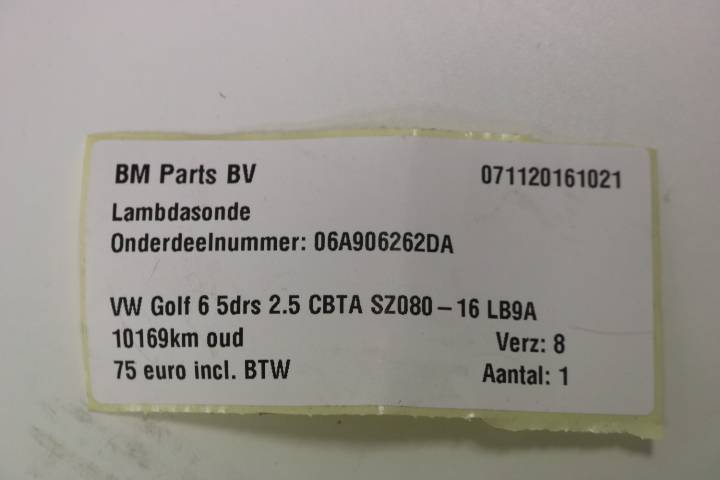 BM Parts BV 071120161021
Lambdasonde
Onderdeelnummer: 06A906262DA
VW Golf 6 5drs 2.5 CBTA SZ080-16 LB9A
10169km oud Verz: 8
75 euro incl. BTW Aantal: 1